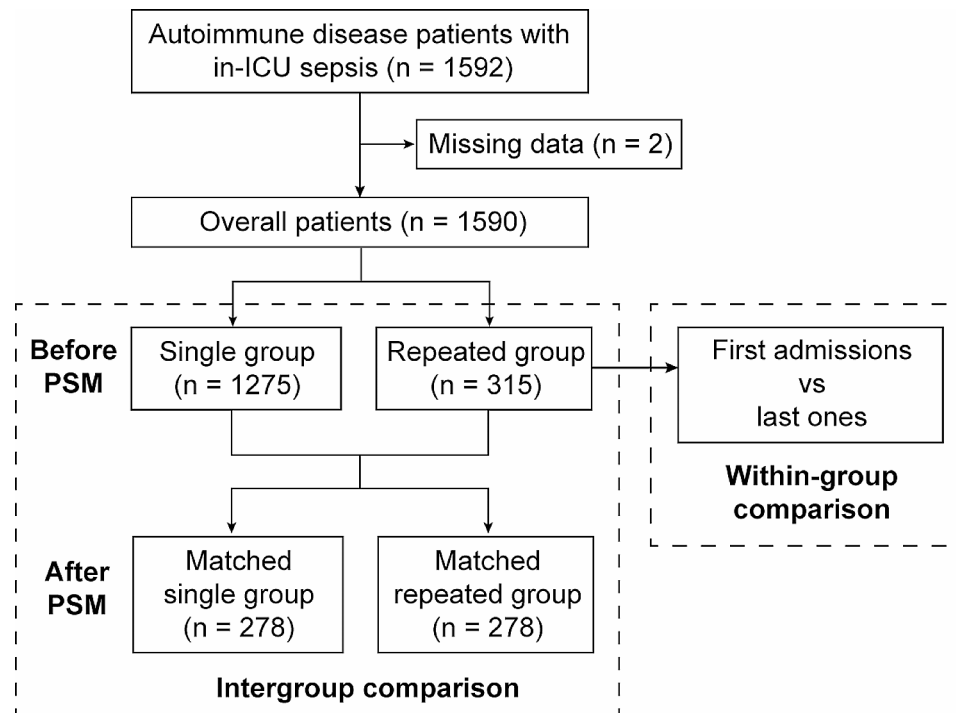 Autoimmune disease patients with
in-ICU sepsis (n = 1592)
Missing data (n = 2)
Overall patients (n = 1590)
Before
PSM
Single group
(n = 1275)
Repeated group
(n = 315)
First admissions
vs
last ones
Within-group
comparison
After
PSM
Matched
single group
(n = 278)
Matched
repeated group
(n = 278)
Intergroup comparison